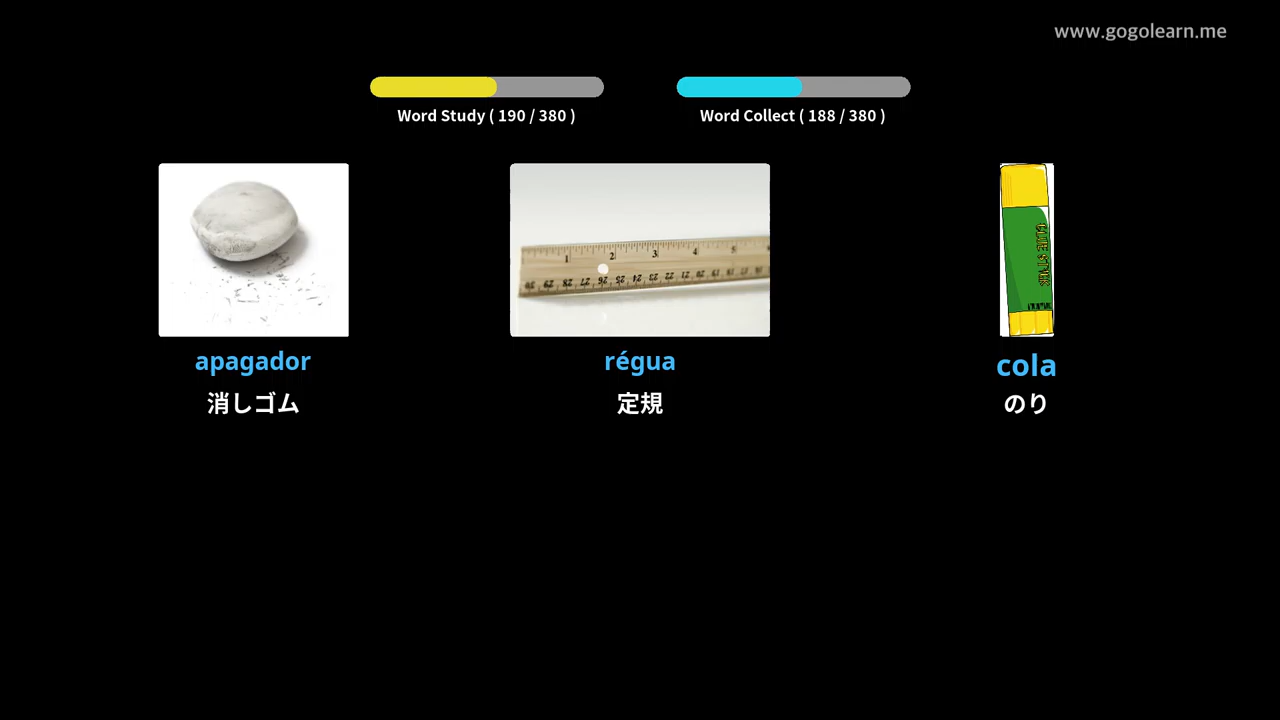 www.gogolearn.me
Word Study ( 190 / 380 )
Word Collect ( 188 / 380 )
apagador
régua
cola
消しゴム
定規
のり